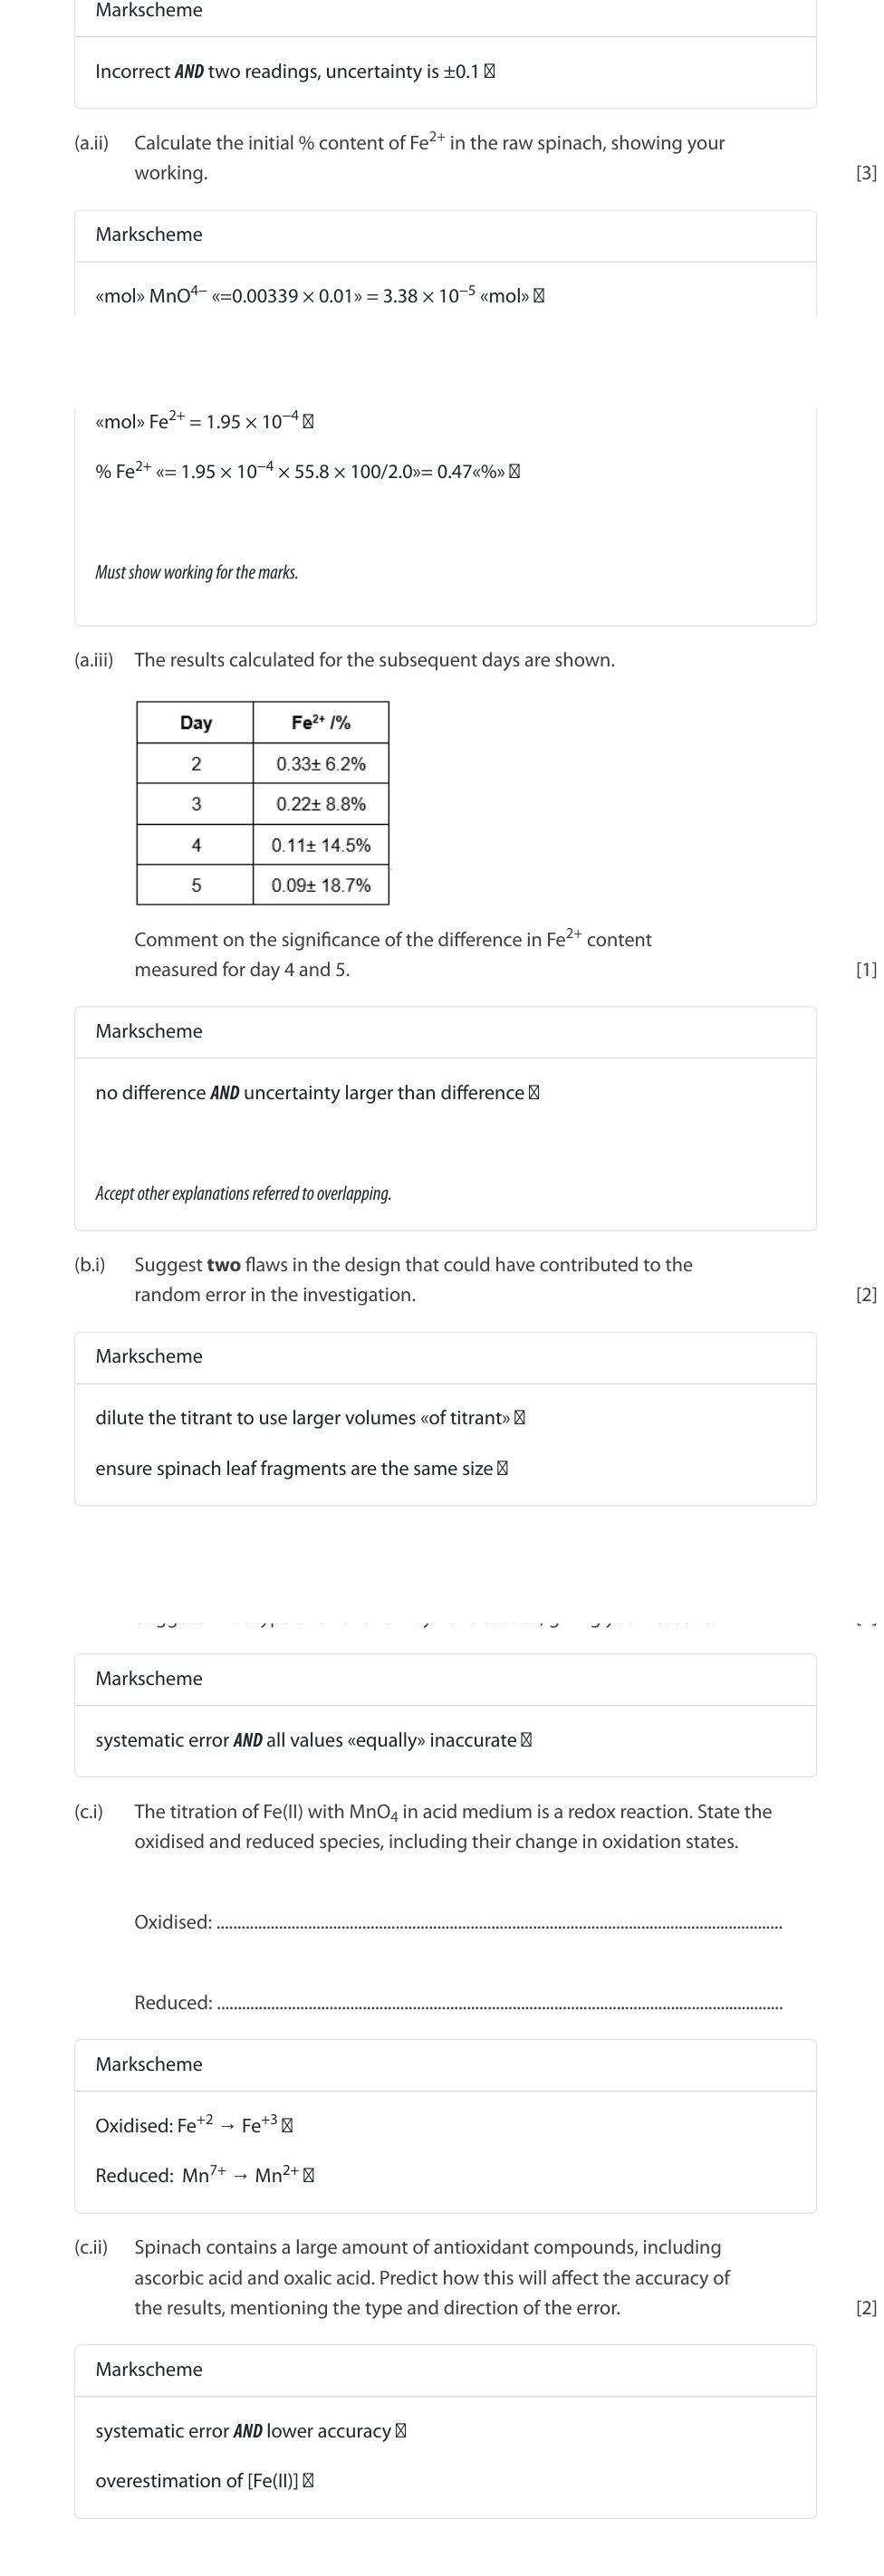 Markscheme
Incorrect AND two readings, uncertainty is ±0.1
(a.ii) Calculate the initial % content of Fe²⁺ in the raw spinach, showing your
working. [3]
Markscheme
«mol» MnO⁴⁻ «=0.00339 × 0.01» = 3.38 × 10⁻⁵ «mol»
«mol» Fe²⁺ = 1.95 × 10⁻⁴
% Fe²⁺ «= 1.95 × 10⁻⁴ × 55.8 × 100/2.0»= 0.47«%»
Must show working for the marks.
(a.iii) The results calculated for the subsequent days are shown.
Day Fe²⁺ /%
2 0.33± 6.2%
3 0.22± 8.8%
4 0.11± 14.5%
5 0.09± 18.7%
Comment on the significance of the difference in Fe²⁺ content
measured for day 4 and 5. [1]
Markscheme
no difference AND uncertainty larger than difference
Accept other explanations referred to overlapping.
(b.i) Suggest two flaws in the design that could have contributed to the
random error in the investigation. [2]
Markscheme
dilute the titrant to use larger volumes «of titrant»
ensure spinach leaf fragments are the same size
Markscheme
systematic error AND all values «equally» inaccurate
(c.i) The titration of Fe(II) with MnO₄ in acid medium is a redox reaction. State the
oxidised and reduced species, including their change in oxidation states.
Oxidised: ........................................................................................................................................
Reduced: ........................................................................................................................................
Markscheme
Oxidised: Fe⁺² → Fe⁺³
Reduced: Mn⁷⁺ → Mn²⁺
(c.ii) Spinach contains a large amount of antioxidant compounds, including
ascorbic acid and oxalic acid. Predict how this will affect the accuracy of
the results, mentioning the type and direction of the error. [2]
Markscheme
systematic error AND lower accuracy
overestimation of [Fe(II)]